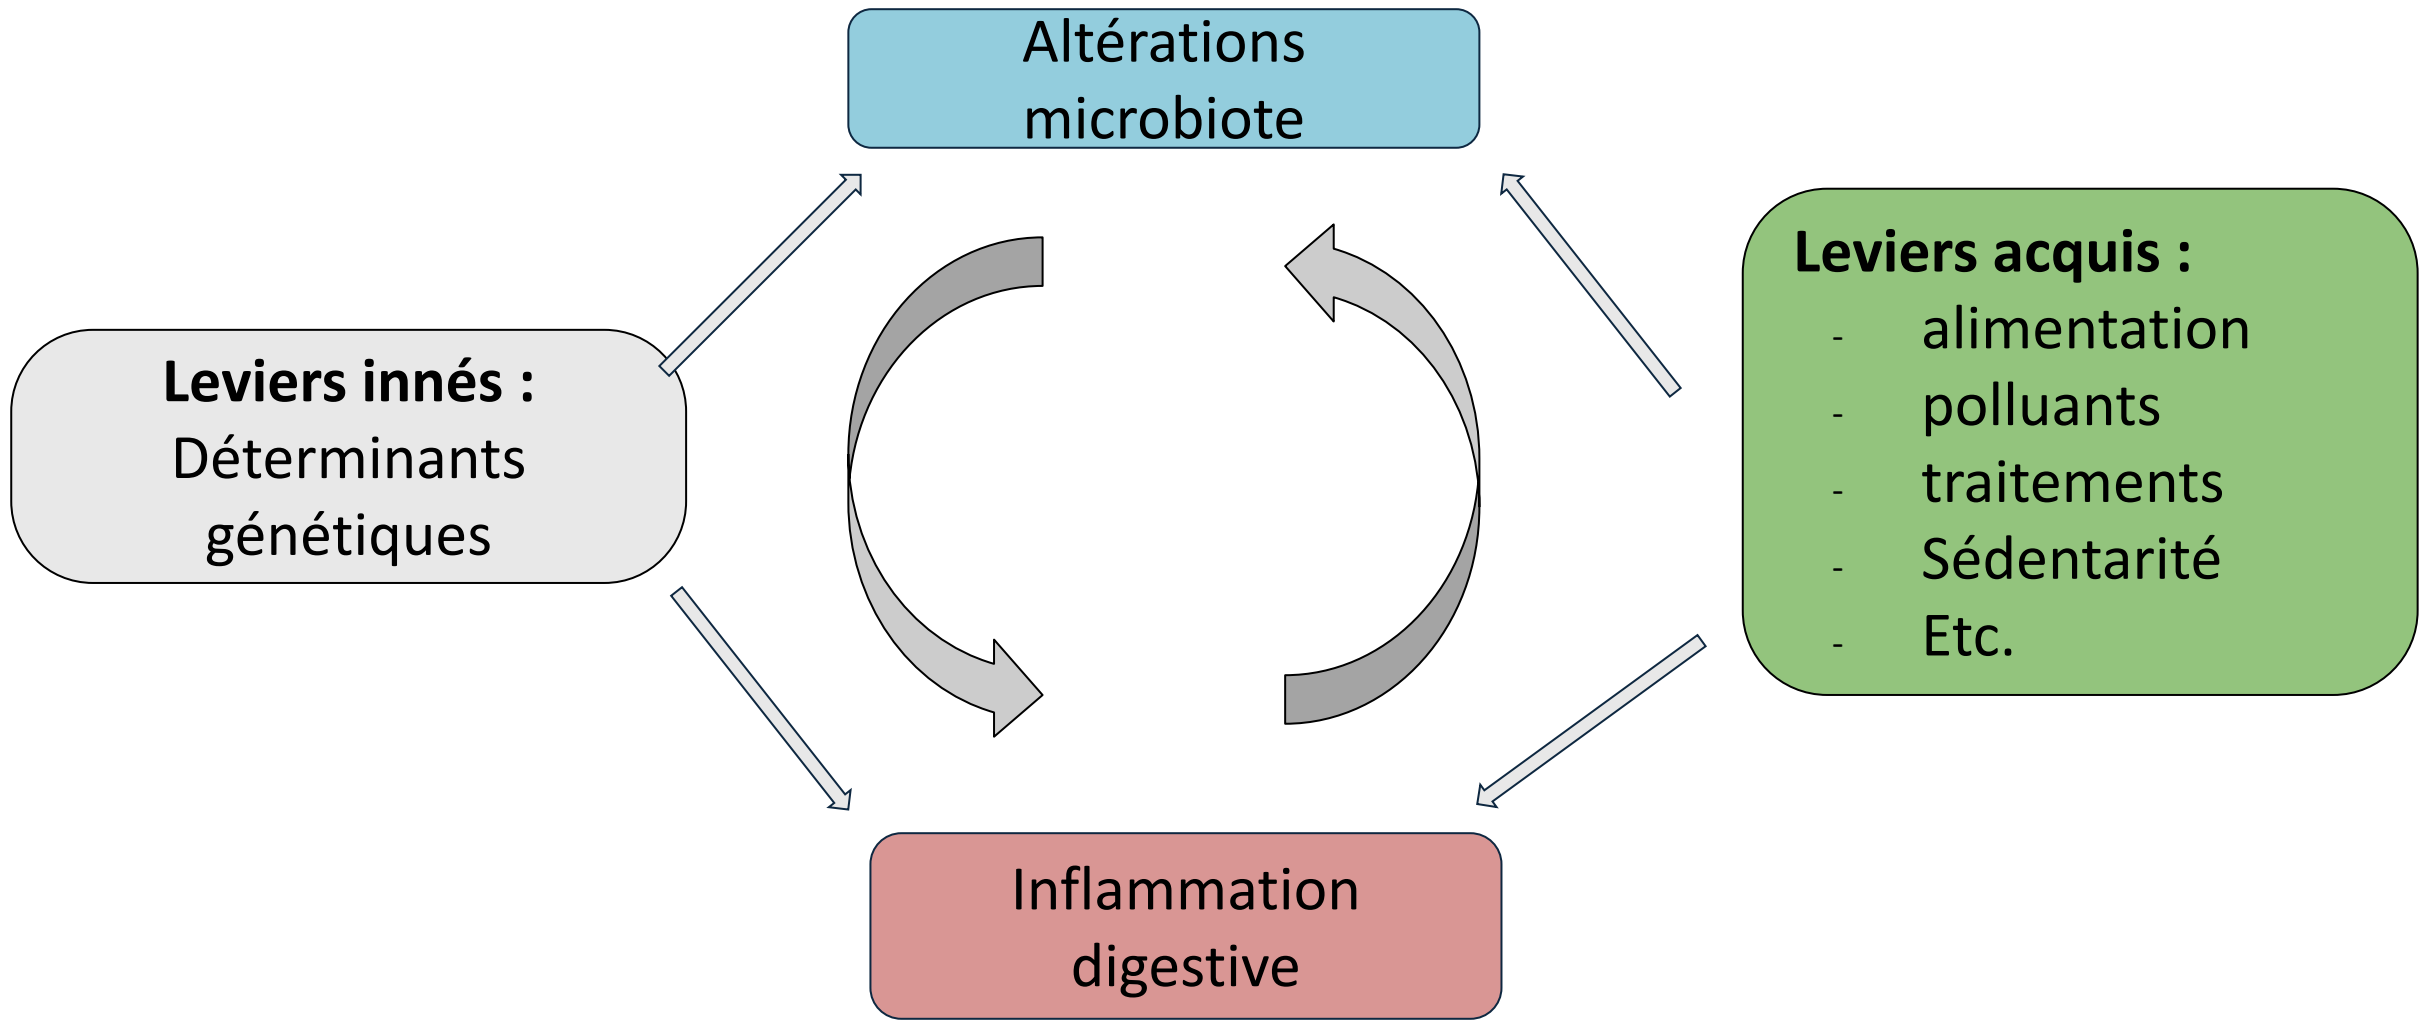 Altérations
microbiote
Leviers innés :
Déterminants
génétiques
Leviers acquis :
- alimentation
- polluants
- traitements
- Sédentarité
- Etc.
Inflammation
digestive